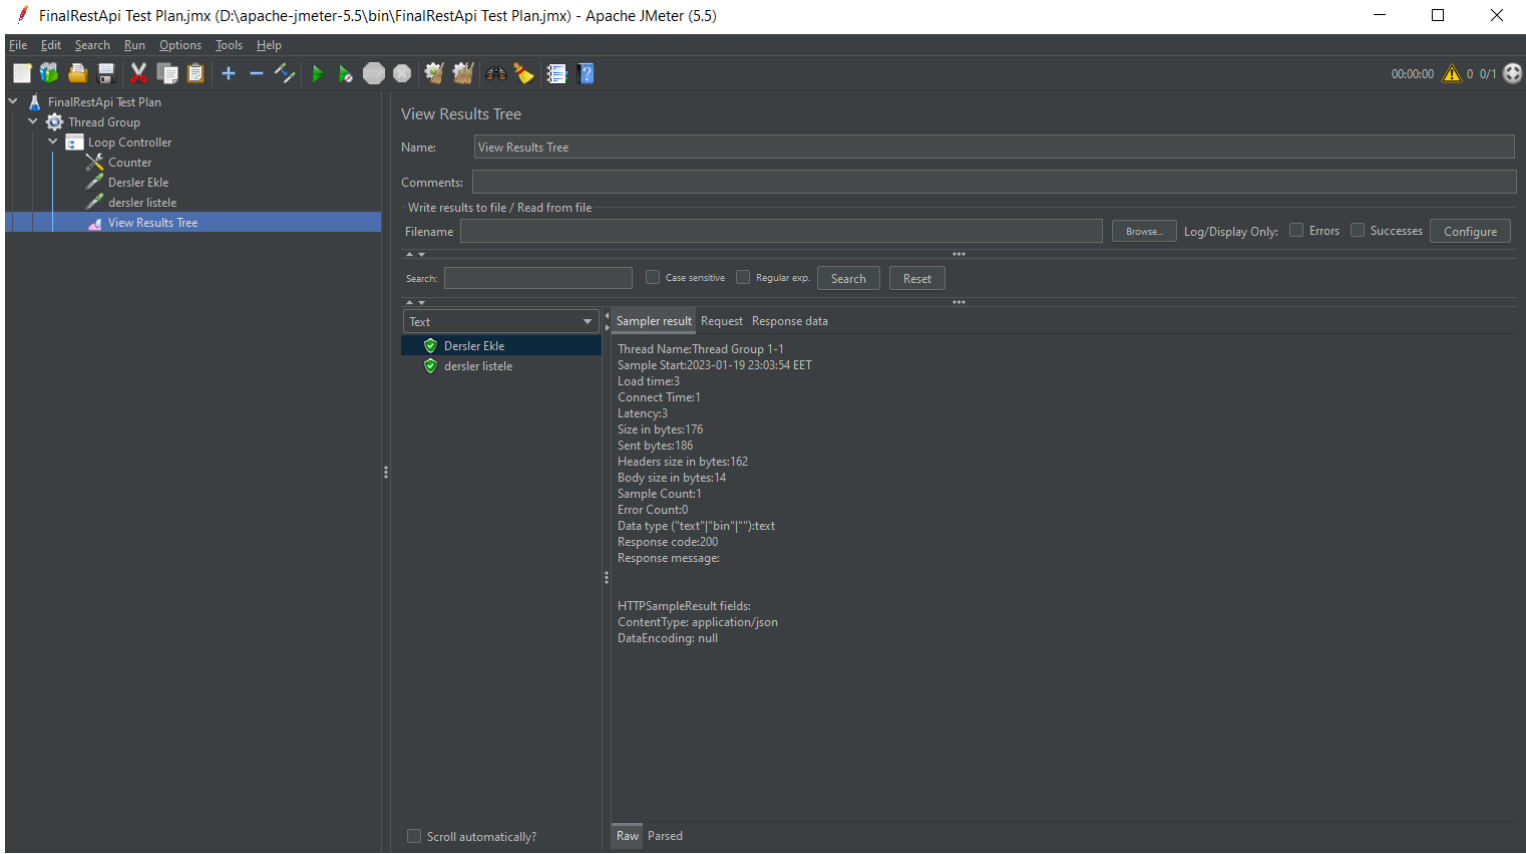 FinalRestApi Test Plan.jmx (D:\apache-jmeter-5.5\bin\FinalRestApi Test Plan.jmx) - Apache JMeter (5.5)
File Edit Search Run Options Tools Help
00:00:00 0 0/1
FinalRestApi Test Plan
Thread Group
Loop Controller
Counter
Dersler Ekle
dersler listele
View Results Tree
View Results Tree
Name: View Results Tree
Comments:
Write results to file / Read from file
Filename Browse... Log/Display Only: Errors Successes Configure
Search: Case sensitive Regular exp. Search Reset
Text
Dersler Ekle
dersler listele
Scroll automatically?
Sampler result Request Response data
Thread Name:Thread Group 1-1
Sample Start:2023-01-19 23:03:54 EET
Load time:3
Connect Time:1
Latency:3
Size in bytes:176
Sent bytes:186
Headers size in bytes:162
Body size in bytes:14
Sample Count:1
Error Count:0
Data type ("text"|"bin"|""):text
Response code:200
Response message:
HTTPSampleResult fields:
ContentType: application/json
DataEncoding: null
Raw Parsed